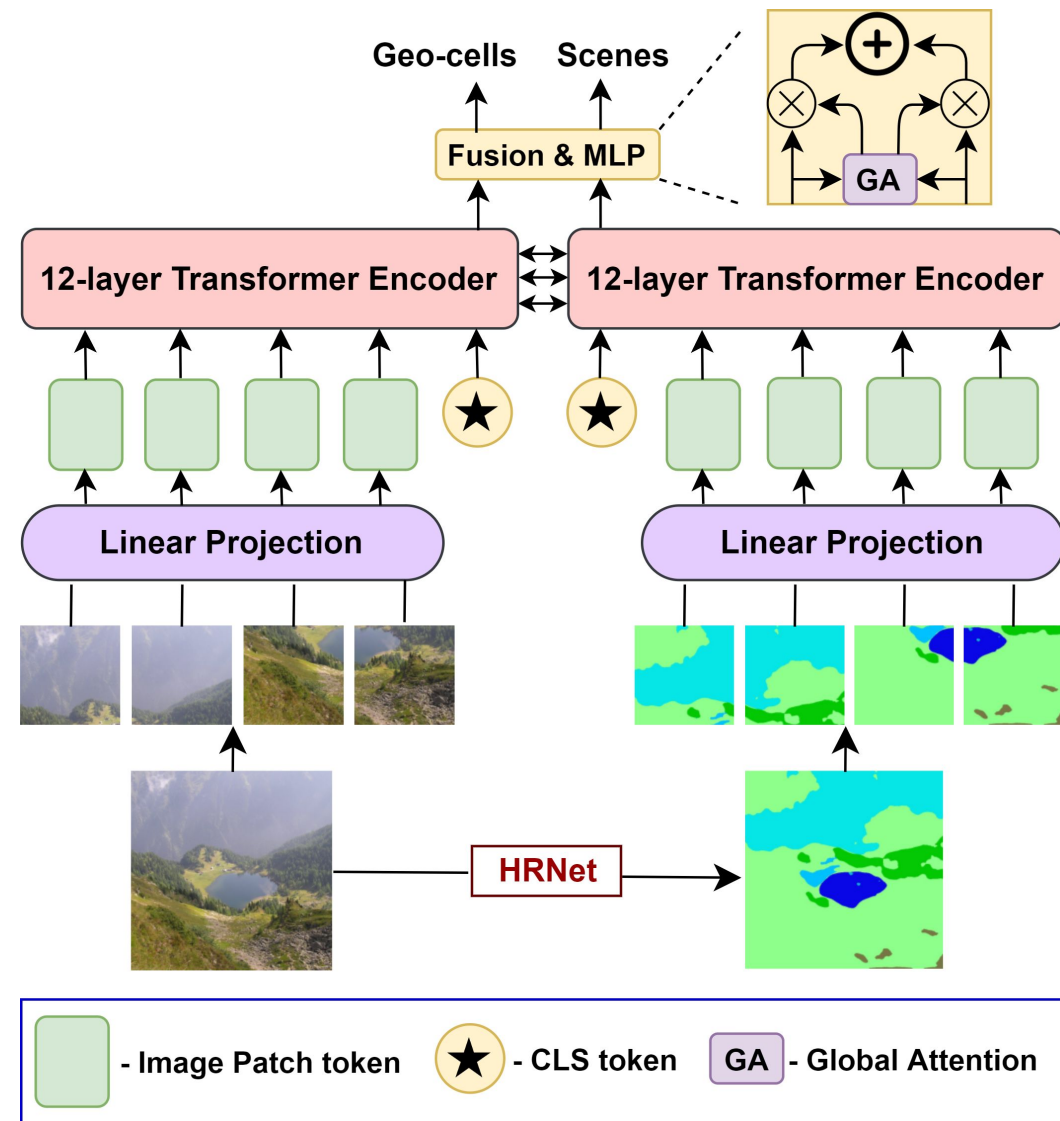 Geo-cells Scenes
Fusion & MLP
GA
12-layer Transformer Encoder
12-layer Transformer Encoder
Linear Projection
Linear Projection
HRNet
- Image Patch token
- CLS token
GA - Global Attention